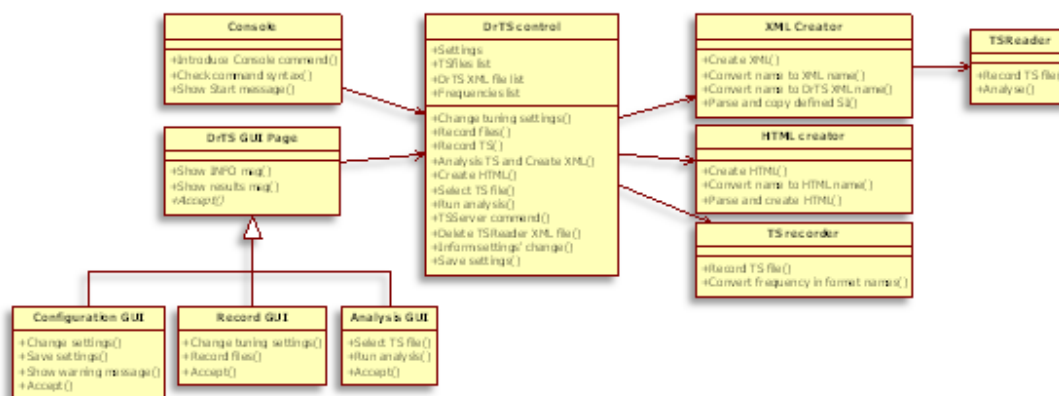 Console
+Introduce Console command()
+Check command syntax()
+Show Start message()
DrTS GUI Page
+Show INFO msg()
+Show results msg()
+Accept()
Configuration GUI
+Change settings()
+Save settings()
+Show warning message()
+Accept()
Record GUI
+Change tuning settings()
+Record files()
+Accept()
Analysis GUI
+Select TS file()
+Run analysis()
+Accept()
DrTS control
+Settings
+TSfiles list
+DrTS XML file list
+Frequencies list
+Change tuning settings()
+Record files()
+Record TS()
+Analysis TS and Create XML()
+Create HTML()
+Select TS file()
+Run analysis()
+TSServer commend()
+Delete TSReader XML file()
+Inform settings' change()
+Save settings()
XML Creator
+Create XML()
+Convert name to XML name()
+Convert name to DrTS XML name()
+Parse and copy defined SI()
HTML creator
+Create HTML()
+Convert name to HTML name()
+Parse and create HTML()
TS recorder
+Record TS file()
+Convert frequency in formet names()
TSReader
+Record TS file
+Analyse()